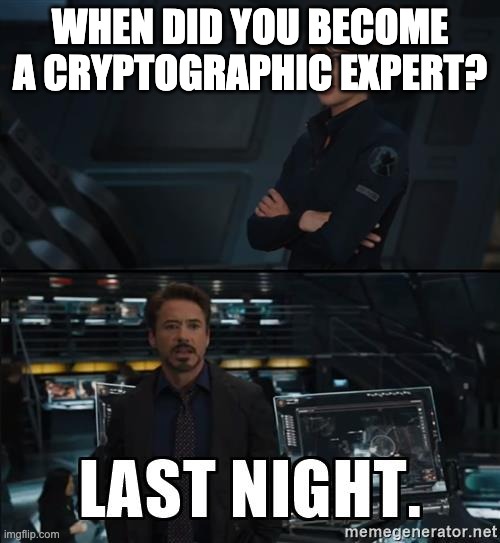 WHEN DID YOU BECOME
A CRYPTOGRAPHIC EXPERT?
LAST NIGHT.
imgflip.com
memegenerator.net